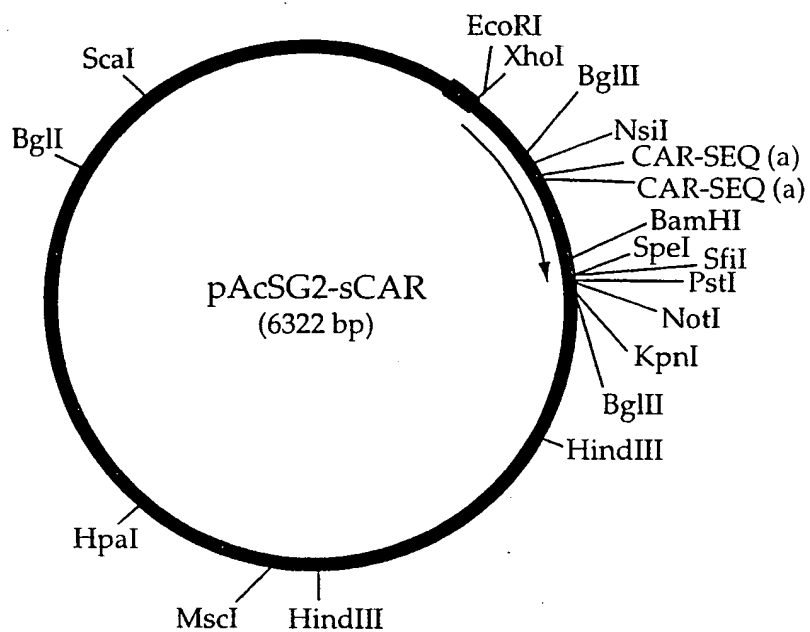 EcoRI
XhoI
ScaI
BglII
BglI
NsiI
CAR-SEQ (a)
CAR-SEQ (a)
BamHI
SpeI
SfiI
PstI
pAcSG2-sCAR
(6322 bp)
NotI
KpnI
BglII
HindIII
HpaI
MscI
HindIII